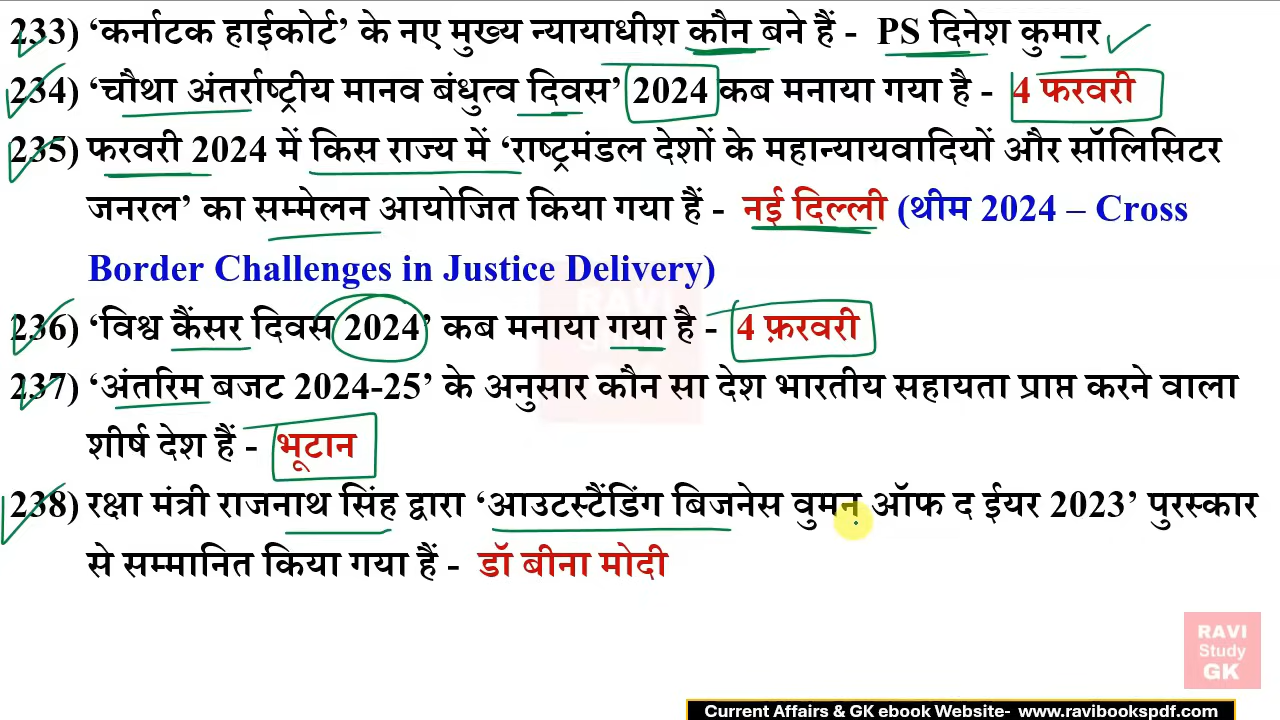 233) ‘कर्नाटक हाईकोर्ट’ के नए मुख्य न्यायाधीश कौन बने हैं - PS दिनेश कुमार
234) ‘चौथा अंतर्राष्ट्रीय मानव बंधुत्व दिवस’ 2024 कब मनाया गया है - 4 फरवरी
235) फरवरी 2024 में किस राज्य में ‘राष्ट्रमंडल देशों के महान्यायवादियों और सॉलिसिटर
जनरल’ का सम्मेलन आयोजित किया गया हैं - नई दिल्ली (थीम 2024 – Cross
Border Challenges in Justice Delivery)
236) ‘विश्व कैंसर दिवस 2024’ कब मनाया गया है - 4 फ़रवरी
237) ‘अंतरिम बजट 2024-25’ के अनुसार कौन सा देश भारतीय सहायता प्राप्त करने वाला
शीर्ष देश हैं - भूटान
238) रक्षा मंत्री राजनाथ सिंह द्वारा ‘आउटस्टैंडिंग बिजनेस वुमन ऑफ द ईयर 2023’ पुरस्कार
से सम्मानित किया गया हैं - डॉ बीना मोदी
RAVI
Study
GK
Current Affairs & GK ebook Website- www.ravibookspdf.com